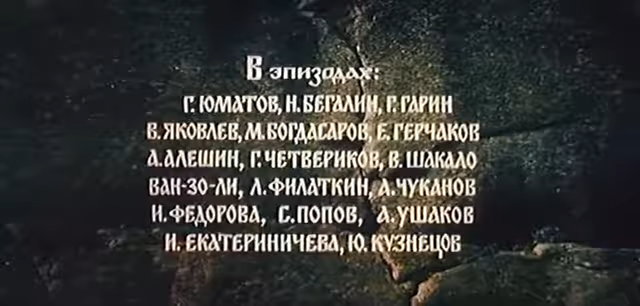 В эпизодах:
Г. ЮМАТОВ, Н. БЕГАЛИН, Г. ГАРИН
В. ЯКОВЛЕВ, М. БОГДАСАРОВ, Е. ГЕРЧАКОВ
А. АЛЕШИН, Г. ЧЕТВЕРИКОВ, В. ШАКАЛО
ВАН-ЗО-ЛИ, Л. ФИЛАТКИН, А. ЧУКАНОВ
И. ФЕДОРОВА, С. ПОПОВ, А. УШАКОВ
И. ЕКАТЕРИНИЧЕВА, Ю. КУЗНЕЦОВ